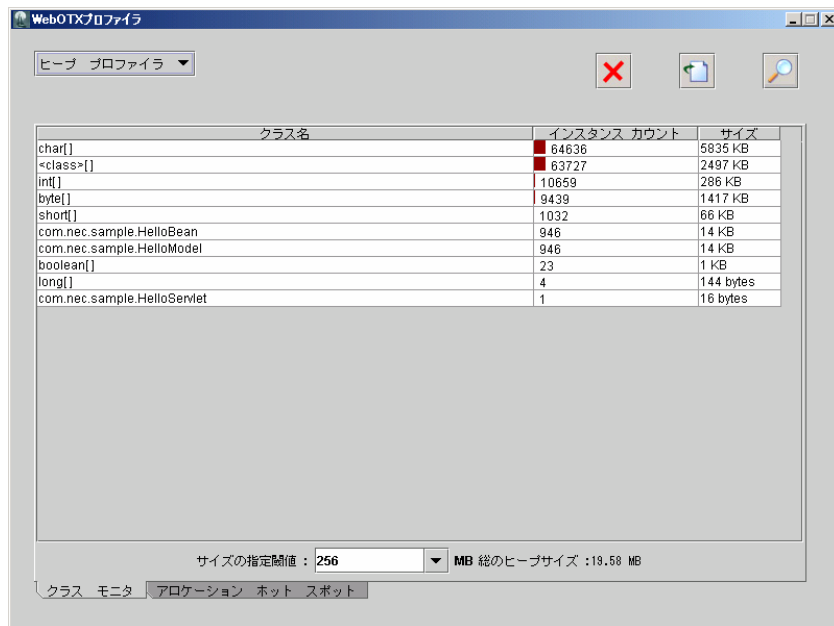 WebOTXプロファイラ
ヒープ プロファイラ
クラス名 インスタンス カウント サイズ
char[] 64636 5835 KB
<class>[] 63727 2497 KB
int[] 10659 286 KB
byte[] 9439 1417 KB
short[] 1032 66 KB
com.nec.sample.HelloBean 946 14 KB
com.nec.sample.HelloModel 946 14 KB
boolean[] 23 1 KB
long[] 4 144 bytes
com.nec.sample.HelloServlet 1 16 bytes
サイズの指定閾値 : 256 MB 総のヒープサイズ :19.58 MB
クラス モニタ アロケーション ホット スポット